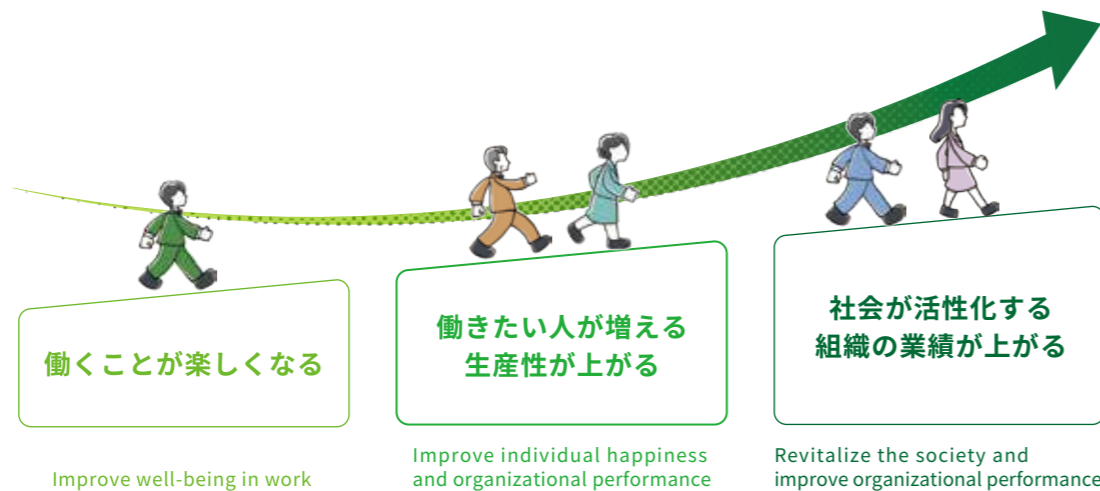 働くことが楽しくなる
働きたい人が増える
生産性が上がる
社会が活性化する
組織の業績が上がる
Improve well-being in work
Improve individual happiness
and organizational performance
Revitalize the society and
improve organizational performance